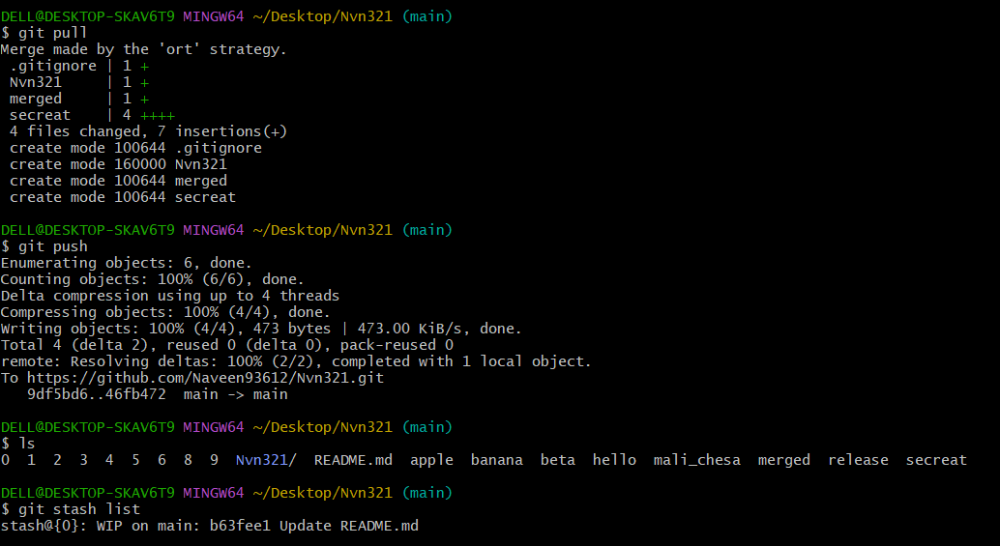 DELL@DESKTOP-SKAV6T9 MINGW64 ~/Desktop/Nvn321 (main)
$ git pull
Merge made by the 'ort' strategy.
 .gitignore | 1 +
 Nvn321     | 1 +
 merged     | 1 +
 secreat    | 4 ++++
 4 files changed, 7 insertions(+)
 create mode 100644 .gitignore
 create mode 160000 Nvn321
 create mode 100644 merged
 create mode 100644 secreat
DELL@DESKTOP-SKAV6T9 MINGW64 ~/Desktop/Nvn321 (main)
$ git push
Enumerating objects: 6, done.
Counting objects: 100% (6/6), done.
Delta compression using up to 4 threads
Compressing objects: 100% (4/4), done.
Writing objects: 100% (4/4), 473 bytes | 473.00 KiB/s, done.
Total 4 (delta 2), reused 0 (delta 0), pack-reused 0
remote: Resolving deltas: 100% (2/2), completed with 1 local object.
To https://github.com/Naveen93612/Nvn321.git
   9df5bd6..46fb472  main -> main
DELL@DESKTOP-SKAV6T9 MINGW64 ~/Desktop/Nvn321 (main)
$ ls
0  1  2  3  4  5  6  8  9  Nvn321/  README.md  apple  banana  beta  hello  mali_chesa  merged  release  secreat
DELL@DESKTOP-SKAV6T9 MINGW64 ~/Desktop/Nvn321 (main)
$ git stash list
stash@{0}: WIP on main: b63fee1 Update README.md